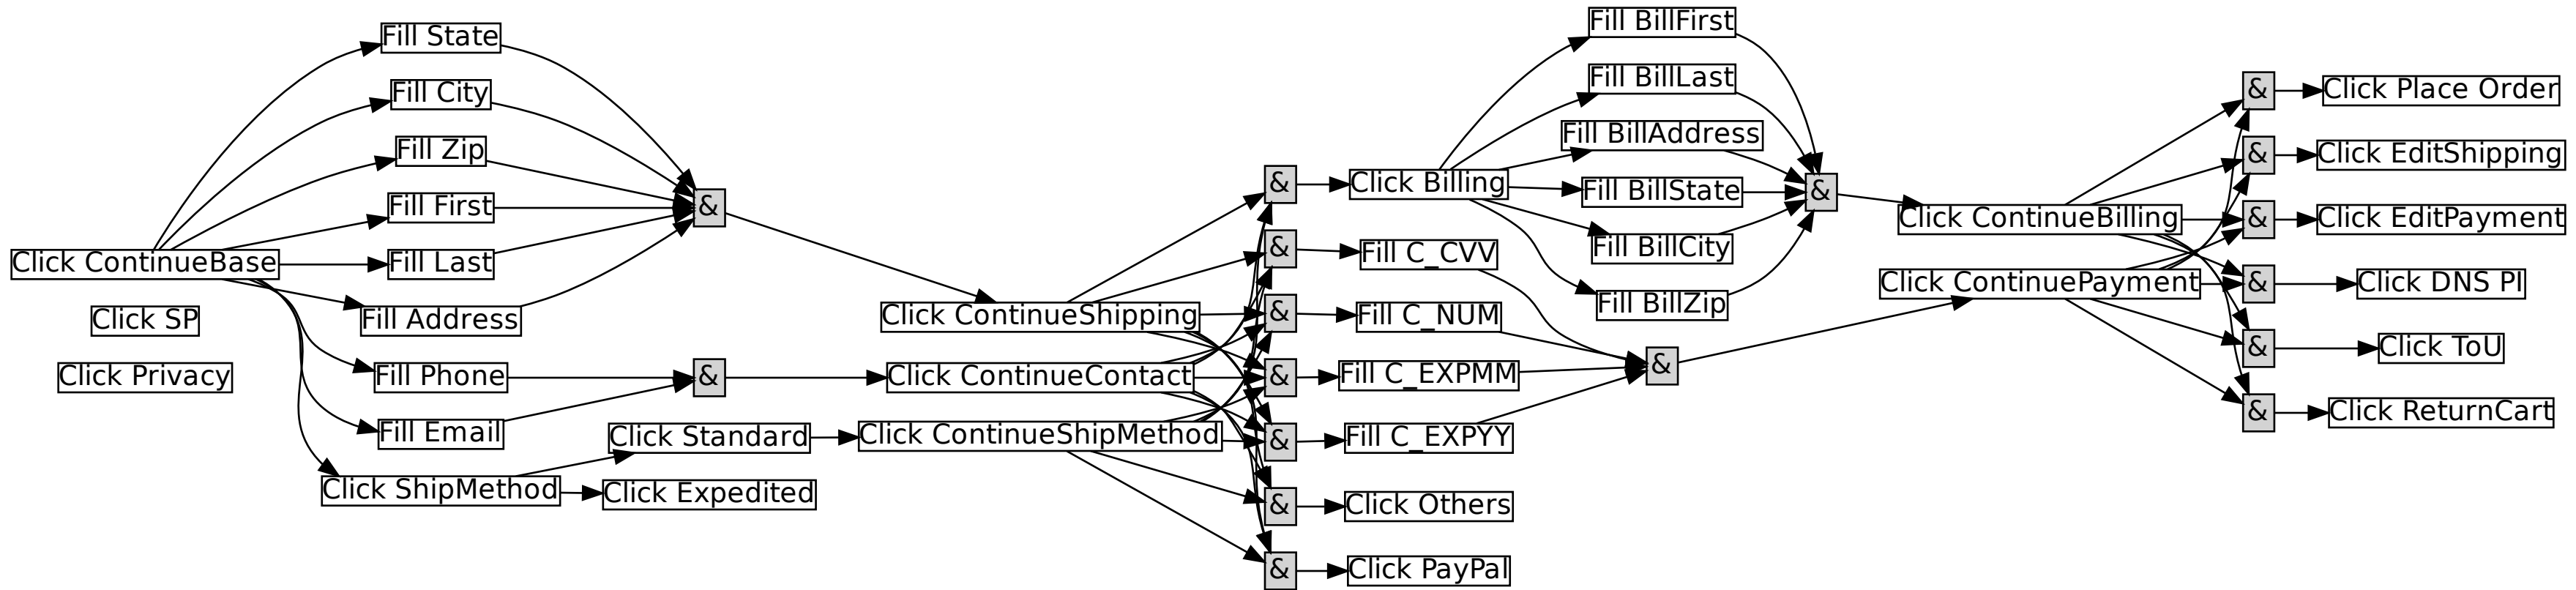 Click ContinueBase
Click SP
Click Privacy
Fill State
Fill City
Fill Zip
Fill First
Fill Last
Fill Address
Fill Phone
Fill Email
Click ShipMethod
&
&
Click Standard
Click Expedited
Click ContinueShipping
Click ContinueContact
Click ContinueShipMethod
&
&
&
&
&
&
&
Click Billing
Fill C_CVV
Fill C_NUM
Fill C_EXPMM
Fill C_EXPYY
Click Others
Click PayPal
Fill BillFirst
Fill BillLast
Fill BillAddress
Fill BillState
Fill BillCity
Fill BillZip
&
&
Click ContinueBilling
Click ContinuePayment
&
&
&
&
&
&
Click Place Order
Click EditShipping
Click EditPayment
Click DNS PI
Click ToU
Click ReturnCart